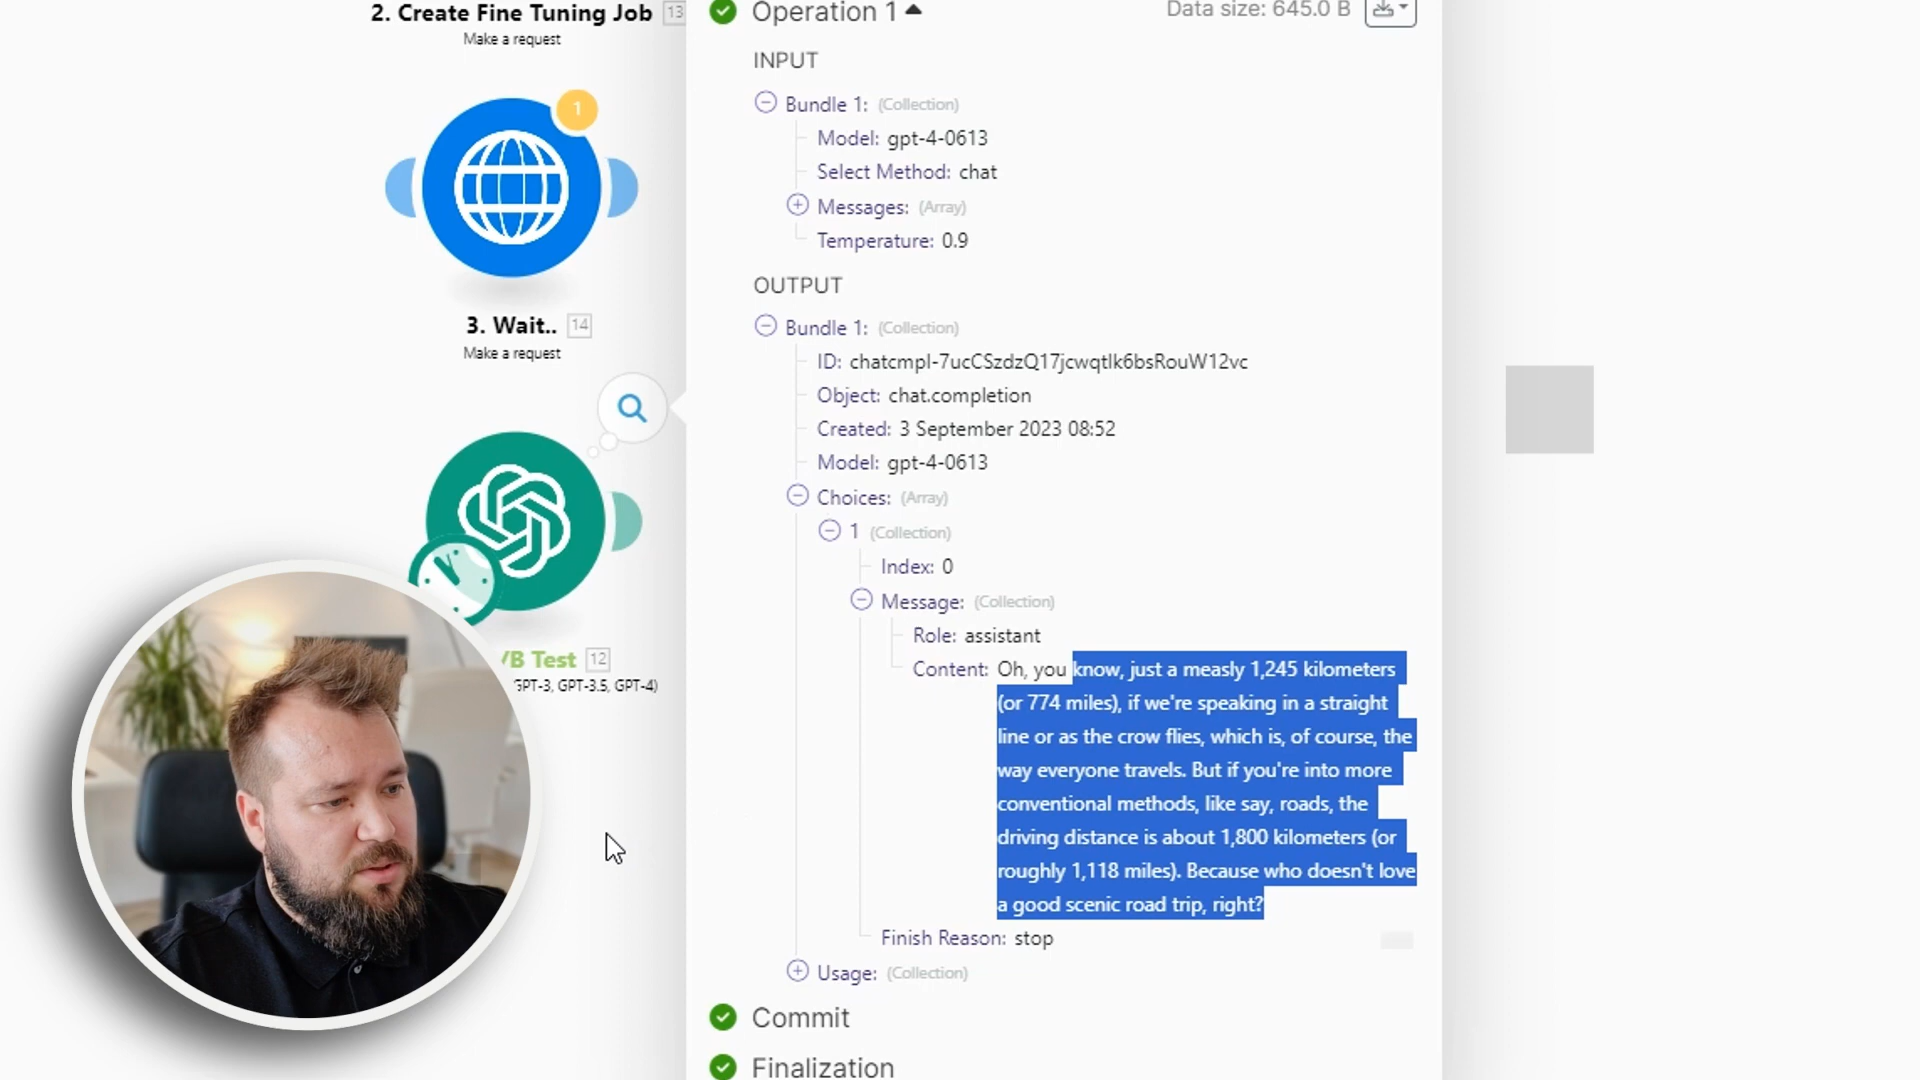 2. Create Fine Tuning Job 13
Make a request
1
3. Wait.. 14
Make a request
/B Test 12
GPT-3, GPT-3.5, GPT-4)
Operation 1
Data size: 645.0 B
INPUT
Bundle 1: (Collection)
Model: gpt-4-0613
Select Method: chat
Messages: (Array)
Temperature: 0.9
OUTPUT
Bundle 1: (Collection)
ID: chatcmpl-7ucCSzdzQ17jcwqtlk6bsRouW12vc
Object: chat.completion
Created: 3 September 2023 08:52
Model: gpt-4-0613
Choices: (Array)
1 (Collection)
Index: 0
Message: (Collection)
Role: assistant
Content: Oh, you know, just a measly 1,245 kilometers
(or 774 miles), if we're speaking in a straight
line or as the crow flies, which is, of course, the
way everyone travels. But if you're into more
conventional methods, like say, roads, the
driving distance is about 1,800 kilometers (or
roughly 1,118 miles). Because who doesn't love
a good scenic road trip, right?
Finish Reason: stop
Usage: (Collection)
Commit
Finalization